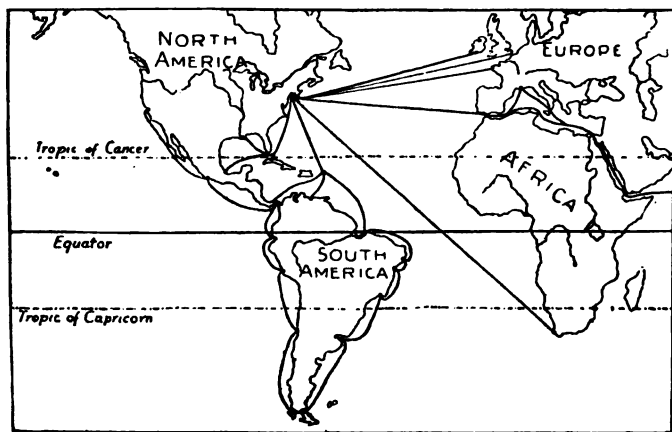 NORTH
AMERICA
EUROPE
Tropic of Cancer
AFRICA
Equator
SOUTH
AMERICA
Tropic of Capricorn